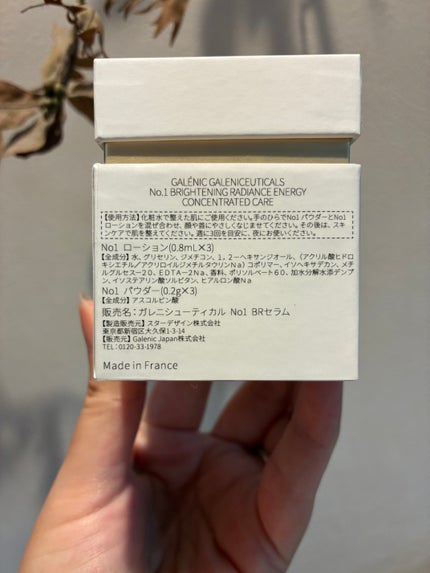 GALÉNIC GALENICEUTICALS
No.1 BRIGHTENING RADIANCE ENERGY
CONCENTRATED CARE
【使用方法】化粧水で整えた肌にご使用ください。手のひらでNo1 パウダーとNo1
ローションを混ぜ合わせ、顔や首にやさしくなじませてください。その後は、スキ
ンケアで肌を整えてください。週に3回を目安に、夜にお使いください。
No1 ローション(0.8mL×3)
【全成分】水、グリセリン、ジメチコン、1, 2-ヘキサンジオール、(アクリル酸ヒドロ
キシエチル/アクリロイルジメチルタウリンNa)コポリマー、イソヘキサデカン、メチ
ルグルセス-20、EDTA-2Na、香料、ポリソルベート60、加水分解水添デンプ
ン、イソステアリン酸ソルビタン、ヒアルロン酸Na
No1 パウダー(0.2g×3)
【全成分】アスコルビン酸
販売名:ガレニシューティカル No1 BRセラム
【製造販売元】スターデザイン株式会社
東京都新宿区大久保1-3-14
【販売元】Galenic Japan株式会社
TEL:0120-33-1978
Made in France